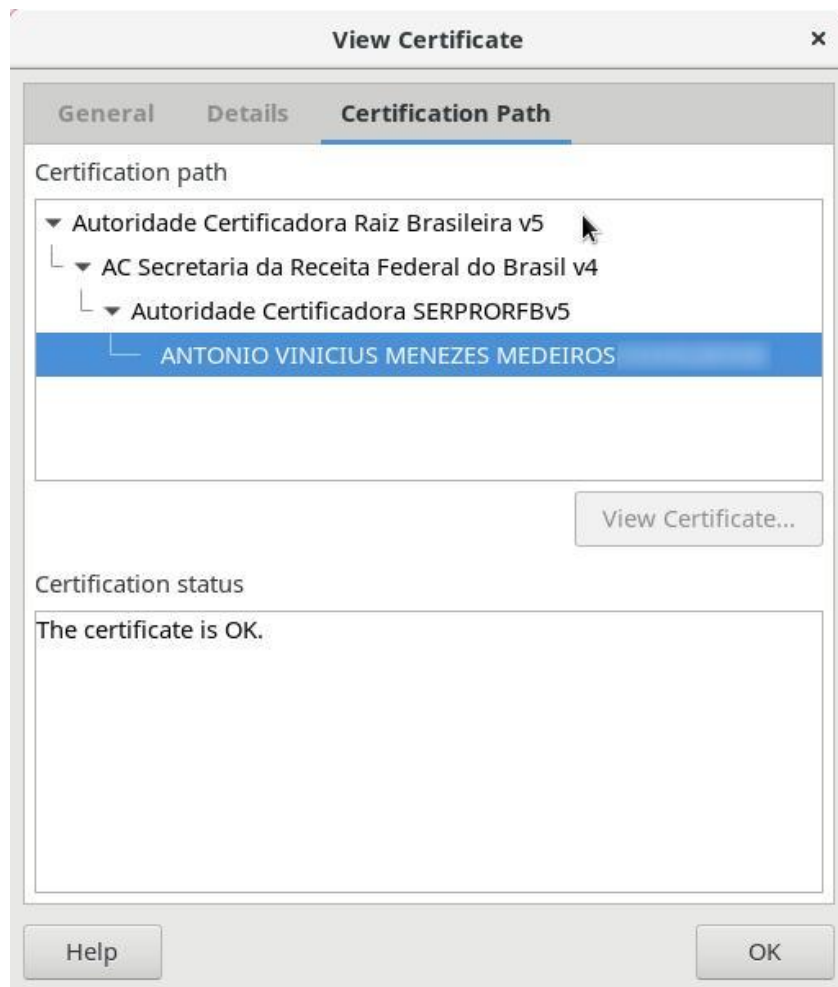 View Certificate
General Details Certification Path
Certification path
Autoridade Certificadora Raiz Brasileira v5
AC Secretaria da Receita Federal do Brasil v4
Autoridade Certificadora SERPRORFBv5
ANTONIO VINICIUS MENEZES MEDEIROS
View Certificate...
Certification status
The certificate is OK.
Help OK